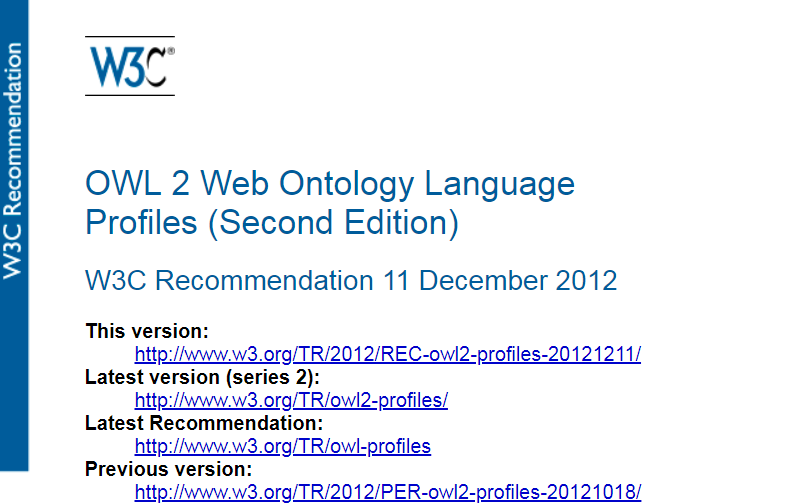 W3C Recommendation
W3C®
OWL 2 Web Ontology Language
Profiles (Second Edition)
W3C Recommendation 11 December 2012
This version:
http://www.w3.org/TR/2012/REC-owl2-profiles-20121211/
Latest version (series 2):
http://www.w3.org/TR/owl2-profiles/
Latest Recommendation:
http://www.w3.org/TR/owl-profiles
Previous version:
http://www.w3.org/TR/2012/PER-owl2-profiles-20121018/